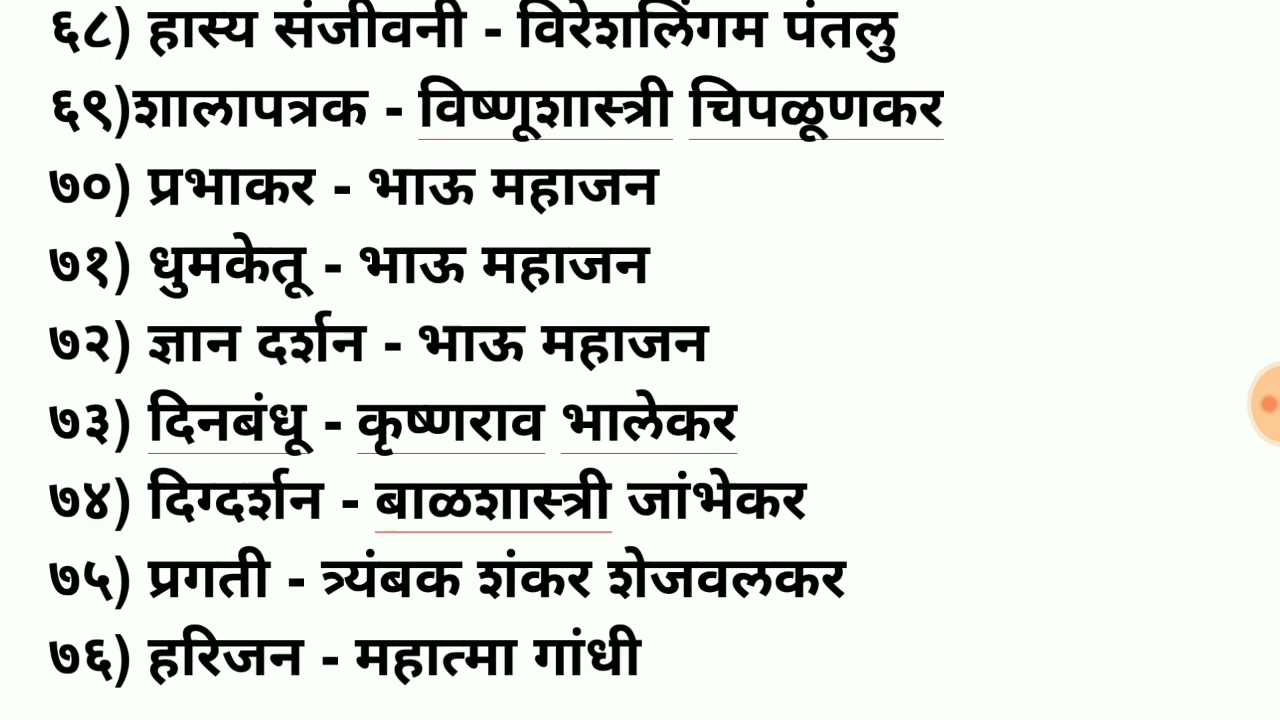 ६८) हास्य संजीवनी - विरेशलिंगम पंतलु
६९)शालापत्रक - विष्णूशास्त्री चिपळूणकर
७०) प्रभाकर - भाऊ महाजन
७१) धुमकेतू - भाऊ महाजन
७२) ज्ञान दर्शन - भाऊ महाजन
७३) दिनबंधू - कृष्णराव भालेकर
७४) दिग्दर्शन - बाळशास्त्री जांभेकर
७५) प्रगती - त्र्यंबक शंकर शेजवलकर
७६) हरिजन - महात्मा गांधी